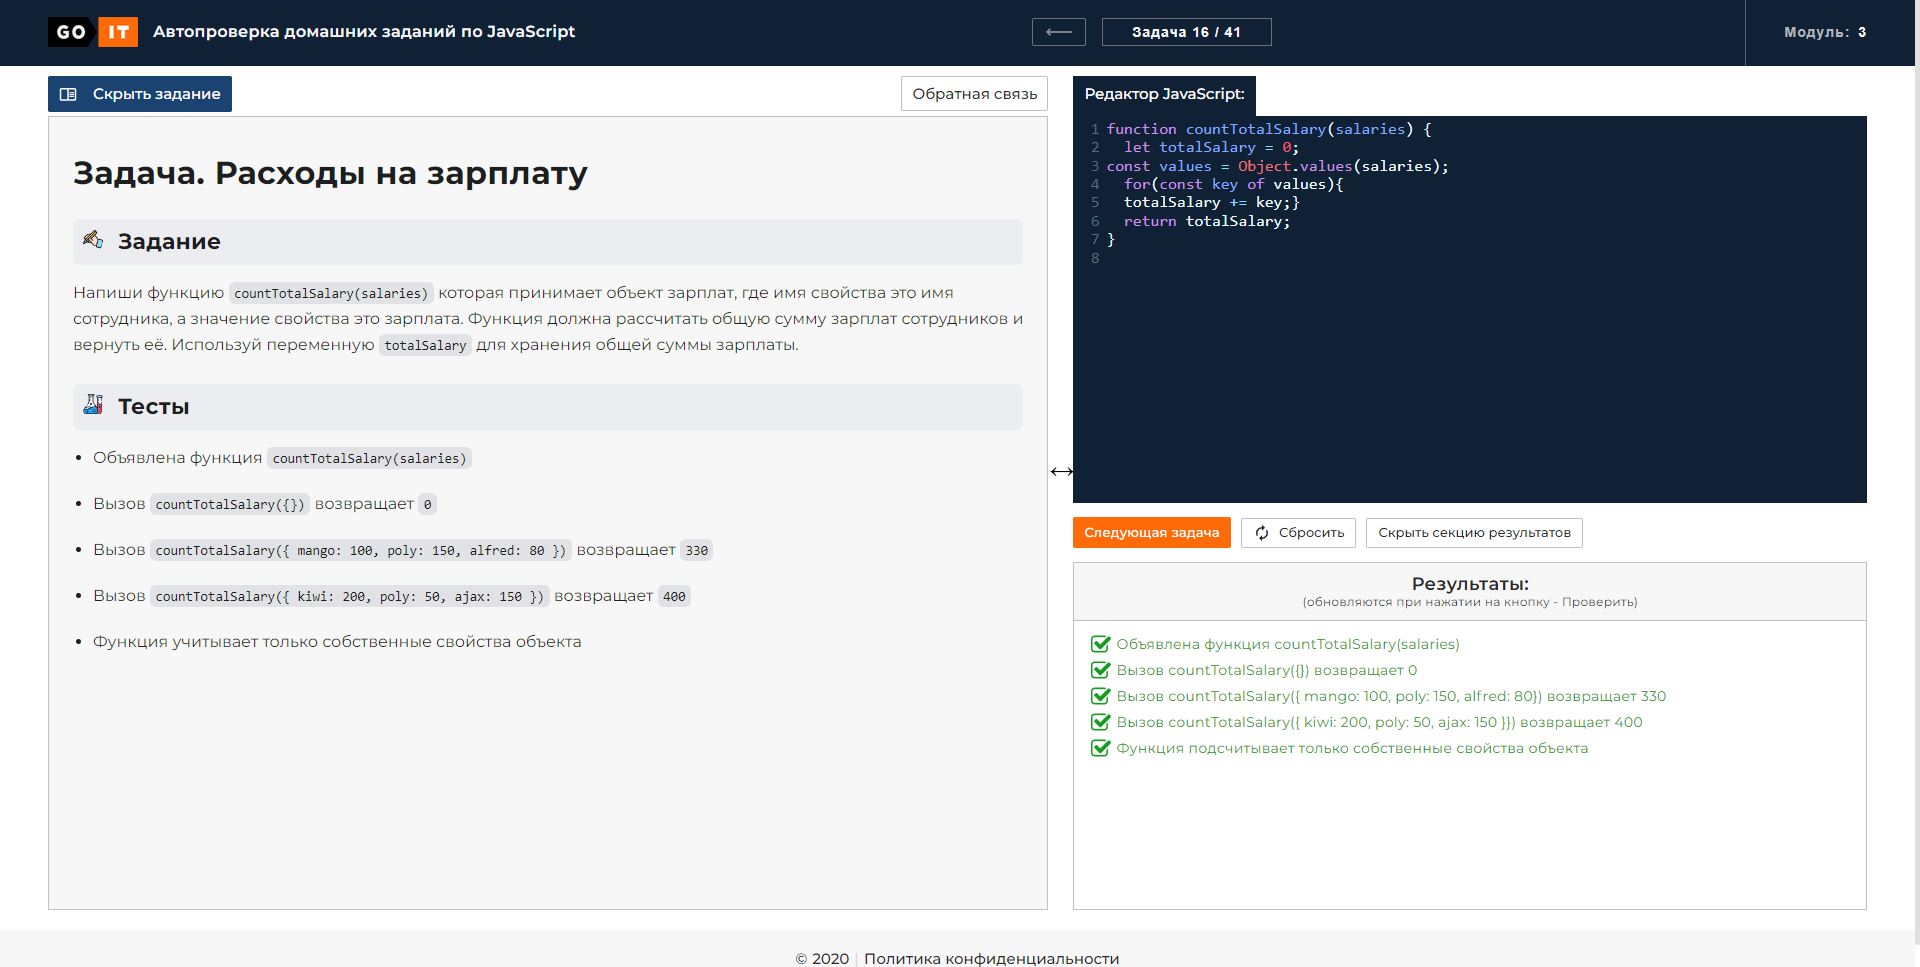 GO IT Автопроверка домашних заданий по JavaScript
Задача 16 / 41
Модуль: 3
Скрыть задание
Обратная связь
Задача. Расходы на зарплату
Задание
Напиши функцию countTotalSalary(salaries) которая принимает объект зарплат, где имя свойства это имя
сотрудника, а значение свойства это зарплата. Функция должна рассчитать общую сумму зарплат сотрудников и
вернуть её. Используй переменную totalSalary для хранения общей суммы зарплаты.
Тесты
• Объявлена функция countTotalSalary(salaries)
• Вызов countTotalSalary({}) возвращает 0
• Вызов countTotalSalary({ mango: 100, poly: 150, alfred: 80 }) возвращает 330
• Вызов countTotalSalary({ kiwi: 200, poly: 50, ajax: 150 }) возвращает 400
• Функция учитывает только собственные свойства объекта
Редактор JavaScript:
1 function countTotalSalary(salaries) {
2 let totalSalary = 0;
3 const values = Object.values(salaries);
4 for(const key of values){
5 totalSalary += key;}
6 return totalSalary;
7 }
8
Следующая задача
Сбросить
Скрыть секцию результатов
Результаты:
(обновляются при нажатии на кнопку - Проверить)
Объявлена функция countTotalSalary(salaries)
Вызов countTotalSalary({}) возвращает 0
Вызов countTotalSalary({ mango: 100, poly: 150, alfred: 80}) возвращает 330
Вызов countTotalSalary({ kiwi: 200, poly: 50, ajax: 150 }}) возвращает 400
Функция подсчитывает только собственные свойства объекта
© 2020 | Политика конфиденциальности